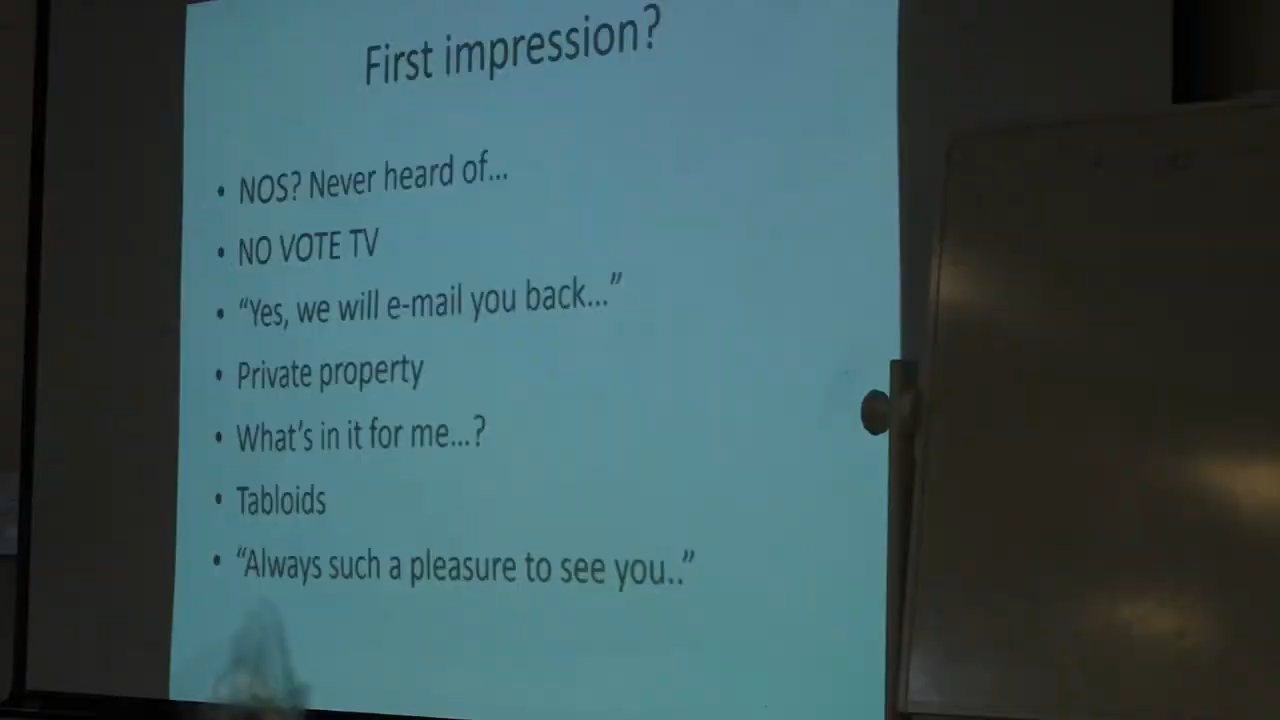 First impression?
• NOS? Never heard of...
• NO VOTE TV
• “Yes, we will e-mail you back...”
• Private property
• What’s in it for me...?
• Tabloids
• “Always such a pleasure to see you..”